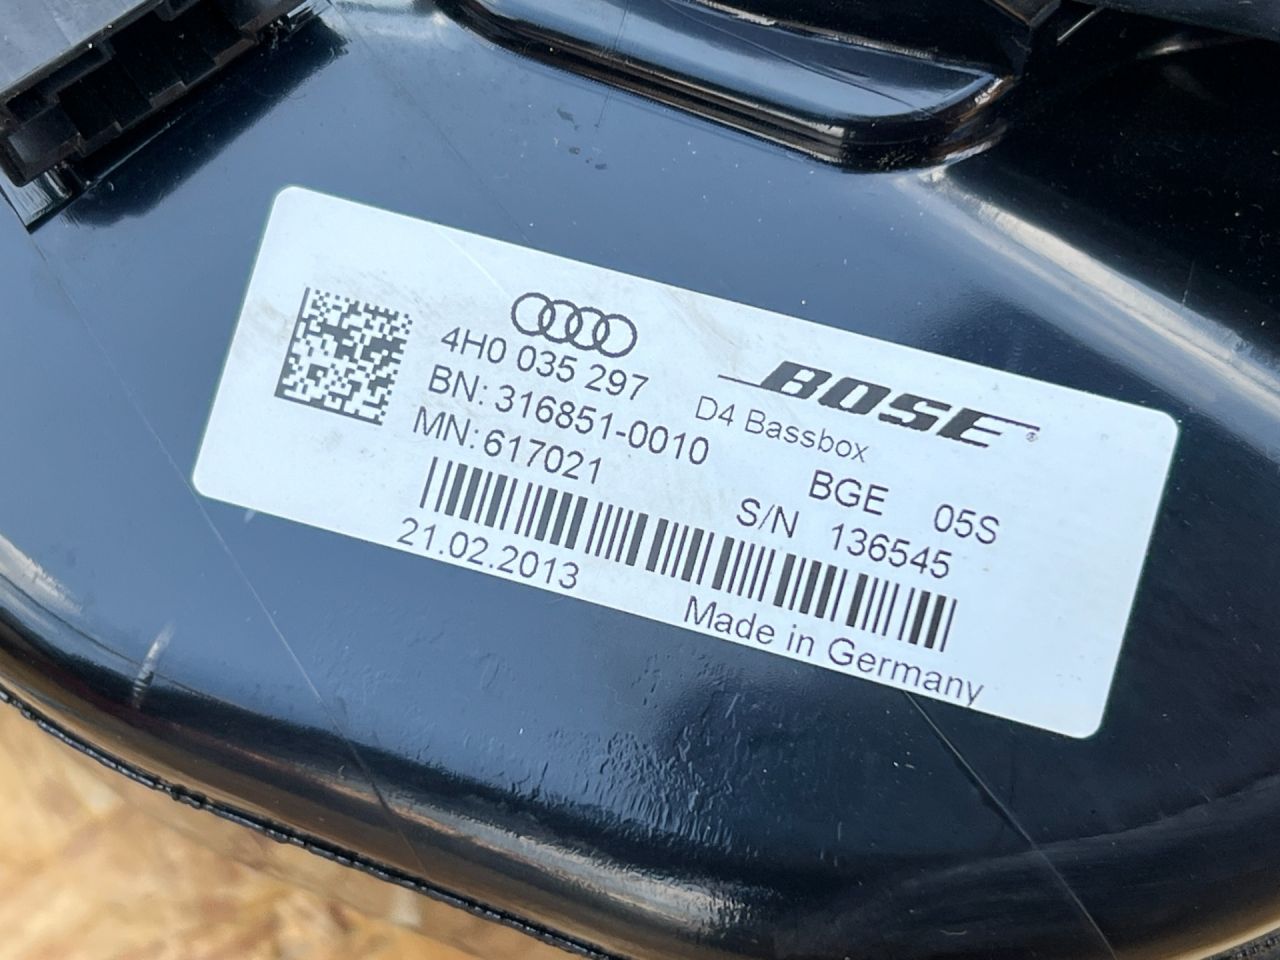 4H0 035 297
BN: 316851-0010
MN: 617021
BOSE®
D4 Bassbox
BGE 05S
S/N 136545
21.02.2013
Made in Germany